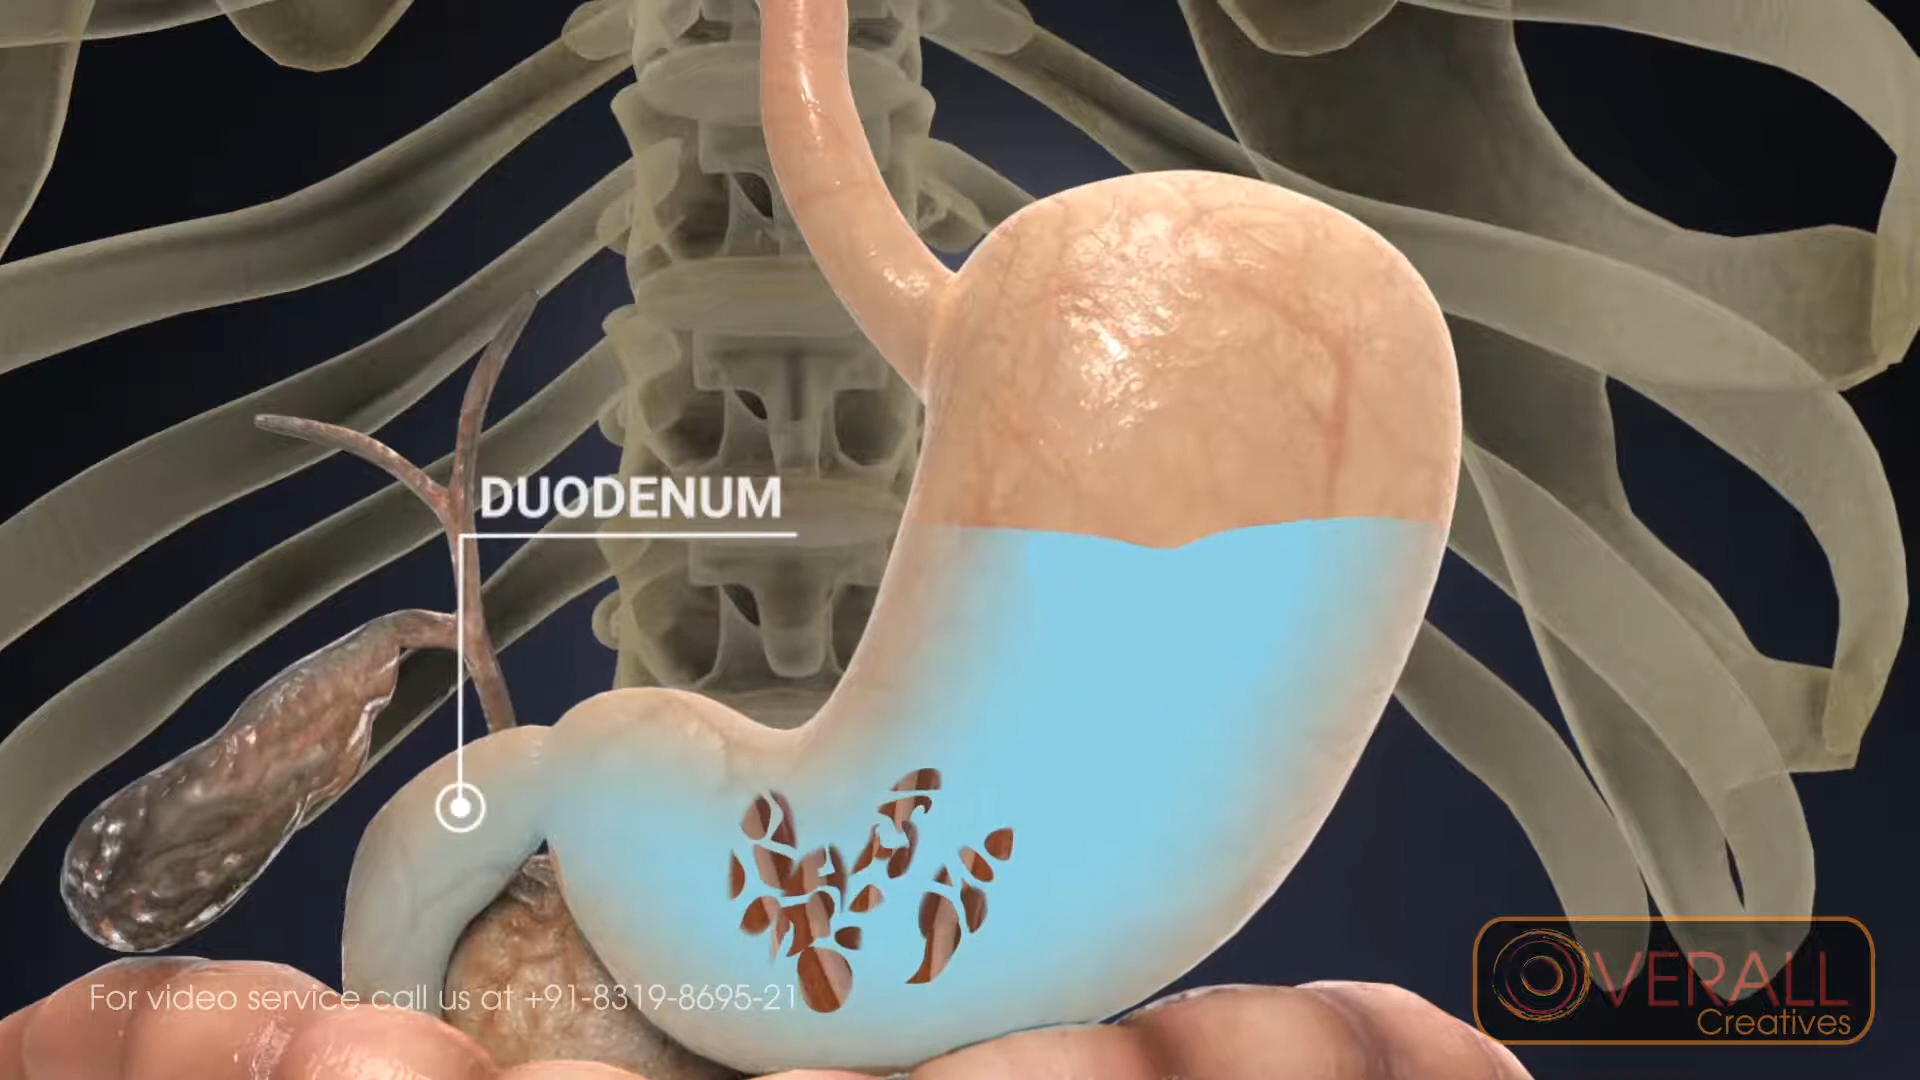 DUODENUM
For video service call us at +91-8319-8695-21
OVERALL
Creatives